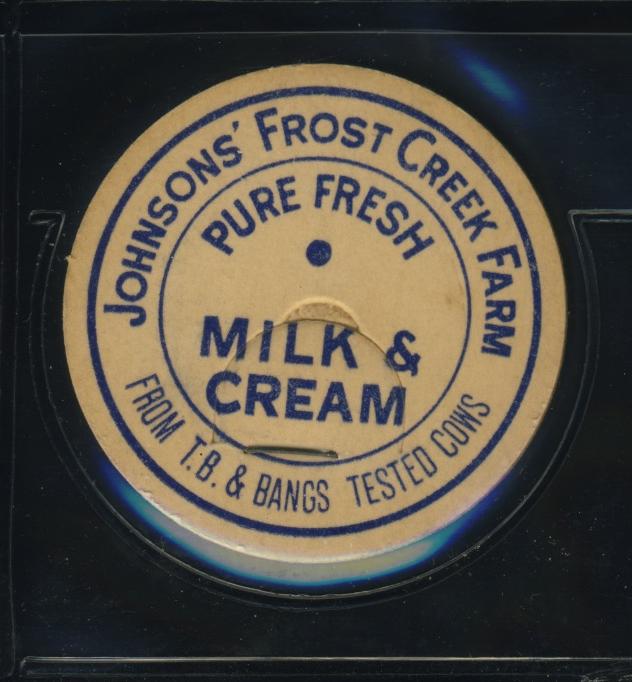 JOHNSONS' FROST CREEK FARM
PURE FRESH
MILK &
CREAM
FROM T.B. & BANGS TESTED COWS